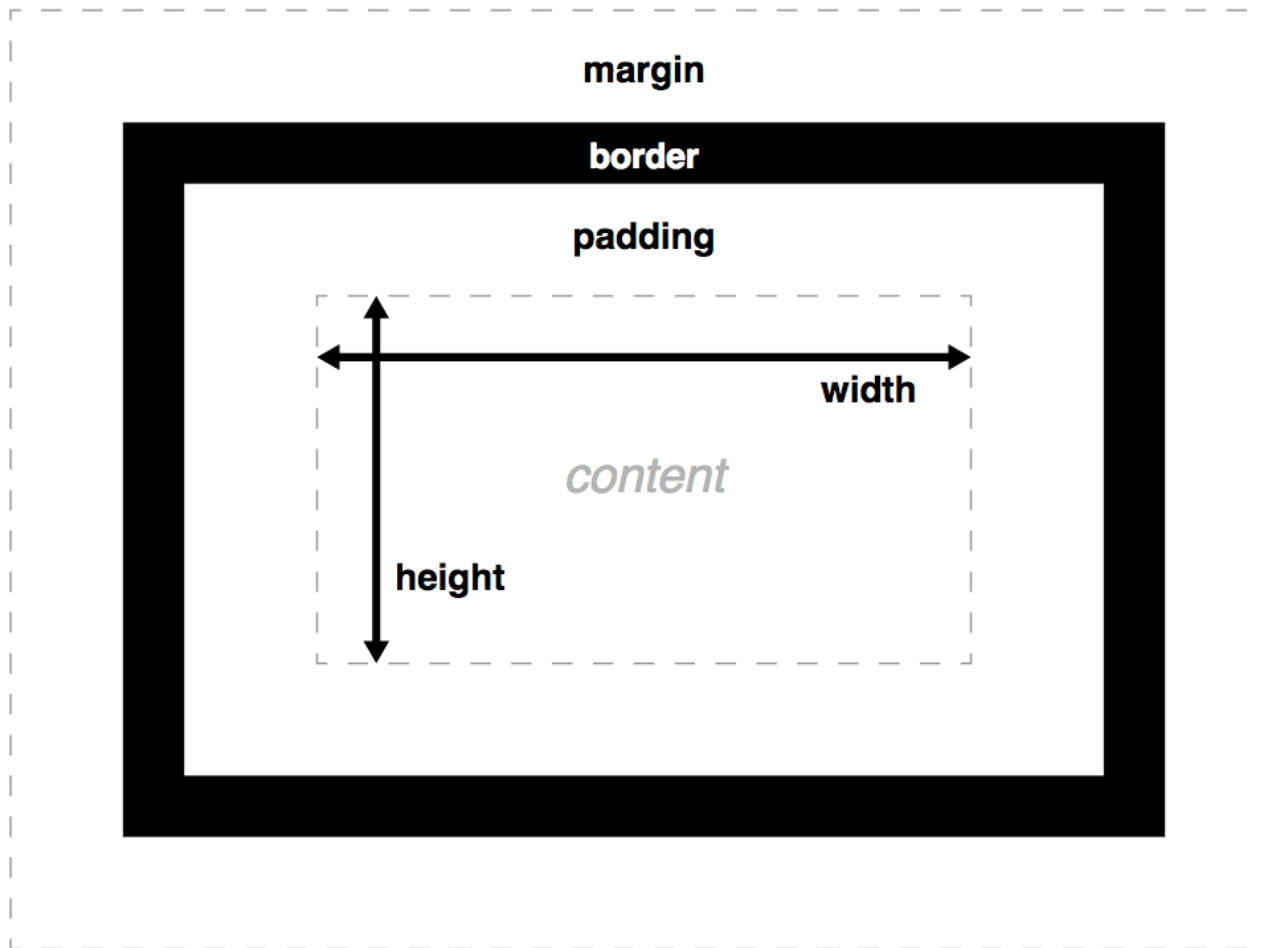 margin
border
padding
width
content
height